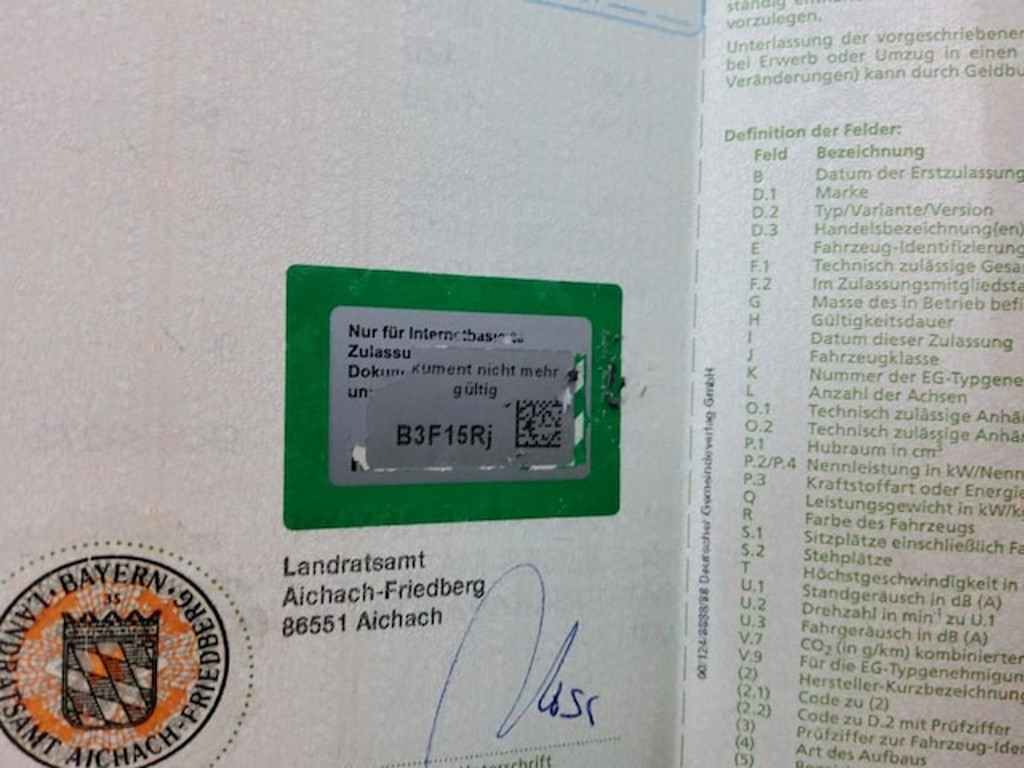 ständig
vorzulegen.
Unterlassung der vorgeschriebener
bei Erwerb oder Umzug in einen
Veränderungen) kann durch Geldbu
Definition der Felder:
Feld Bezeichnung
B Datum der Erstzulassung
D.1 Marke
D.2 Typ/Variante/Version
D.3 Handelsbezeichnung(en)
E Fahrzeug-Identifizierung
F.1 Technisch zulässige Gesa
F.2 Im Zulassungsmitgliedsta
G Masse des in Betrieb befi
H Gültigkeitsdauer
I Datum dieser Zulassung
J Fahrzeugklasse
K Nummer der EG-Typgene
L Anzahl der Achsen
O.1 Technisch zulässige Anhä
O.2 Technisch zulässige Anhä
P.1 Hubraum in cm³
P.2/P.4 Nennleistung in kW/Nenn
P.3 Kraftstoffart oder Energie
Q Leistungsgewicht in kW/k
R Farbe des Fahrzeugs
S.1 Sitzplätze einschließlich Fa
S.2 Stehplätze
T Höchstgeschwindigkeit in
U.1 Standgeräusch in dB (A)
U.2 Drehzahl in min⁻¹ zu U.1
U.3 Fahrgeräusch in dB (A)
V.7 CO₂ (in g/km) kombinierter
V.9 Für die EG-Typgenehmigun
(2) Hersteller-Kurzbezeichnung
(2.1) Code zu (2)
(2.2) Code zu D.2 mit Prüfziffer
(3) Prüfziffer zur Fahrzeug-Ide
(4) Art des Aufbaus
(5)
Nur für Internetbasie
Zulassu
Dokum kument nicht mehr
un gültig
B3F15Rj
Landratsamt
Aichach-Friedberg
86551 Aichach
BAYERN
35
LANDRATSAMT AICHACH-FRIEDBERG
Deutscher Gemeindeverlag GmbH